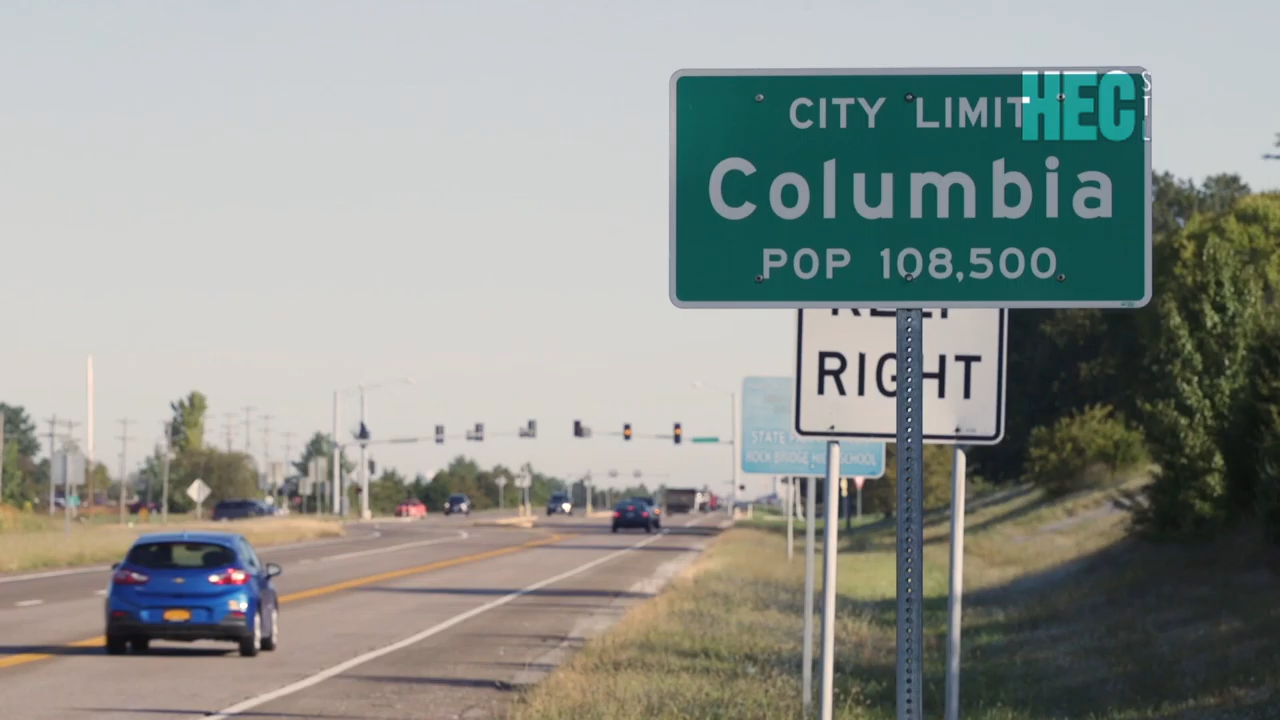 CITY LIMIT
HEC
Columbia
POP 108,500
RIGHT
STATE
ROCK BRIDGE HIGH SCHOOL